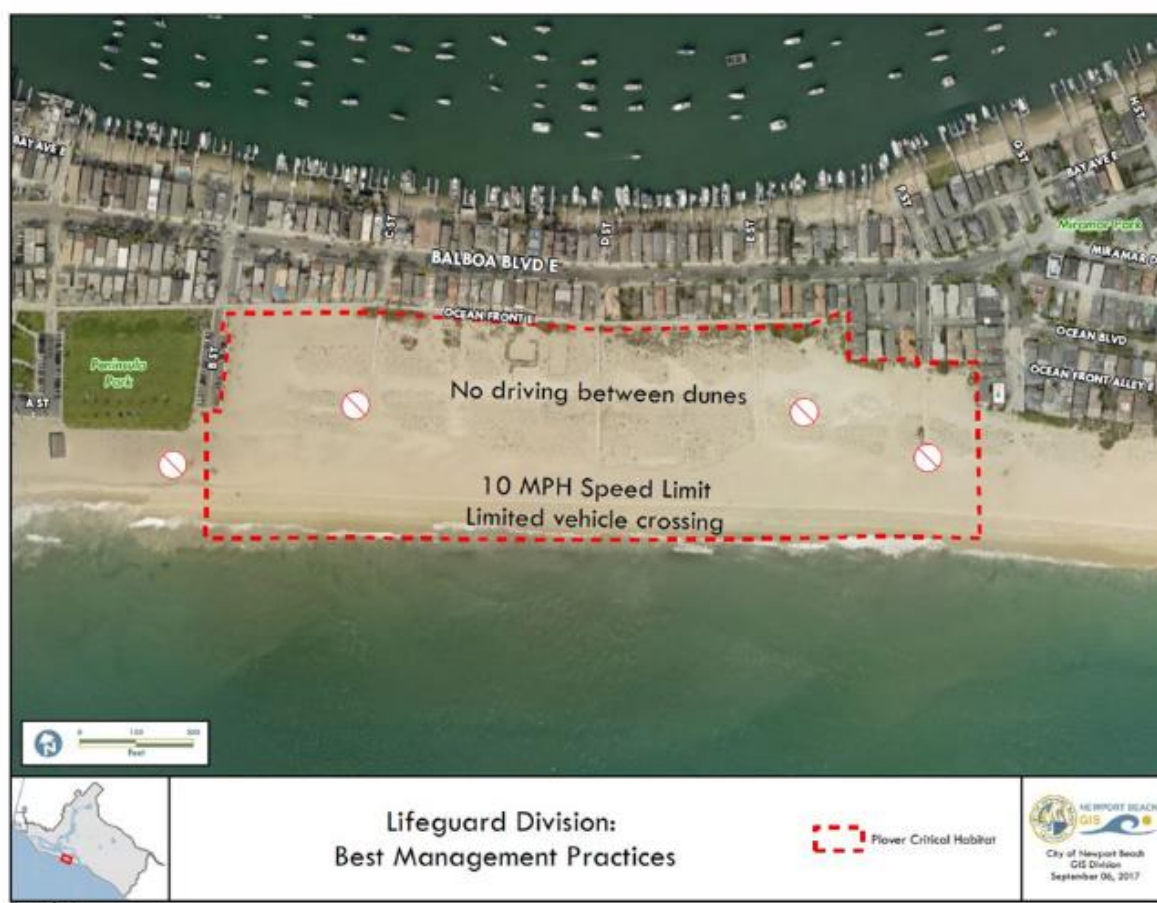 BAY AVE E
C ST
D ST
E ST
F ST
G ST
H ST
BAY AVE E
Miramar Park
MIRAMAR D
BALBOA BLVD E
OCEAN FRONT E
OCEAN BLVD
OCEAN FRONT ALLEY E
B ST
Peninsula
Park
A ST
No driving between dunes
10 MPH Speed Limit
Limited vehicle crossing
0
Feet
Lifeguard Division:
Best Management Practices
Plover Critical Habitat
NEWPORT BEACH
GIS
City of Newport Beach
GIS Division
September 06, 2017